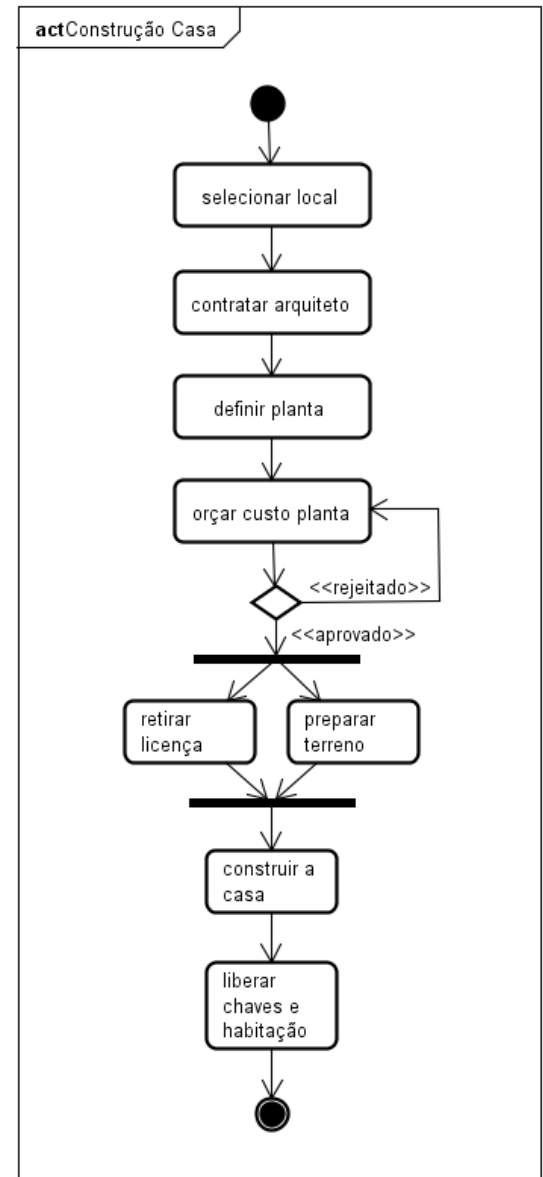 actConstrução Casa
selecionar local
contratar arquiteto
definir planta
orçar custo planta
<<rejeitado>>
<<aprovado>>
retirar
licença
preparar
terreno
construir a
casa
liberar
chaves e
habitação